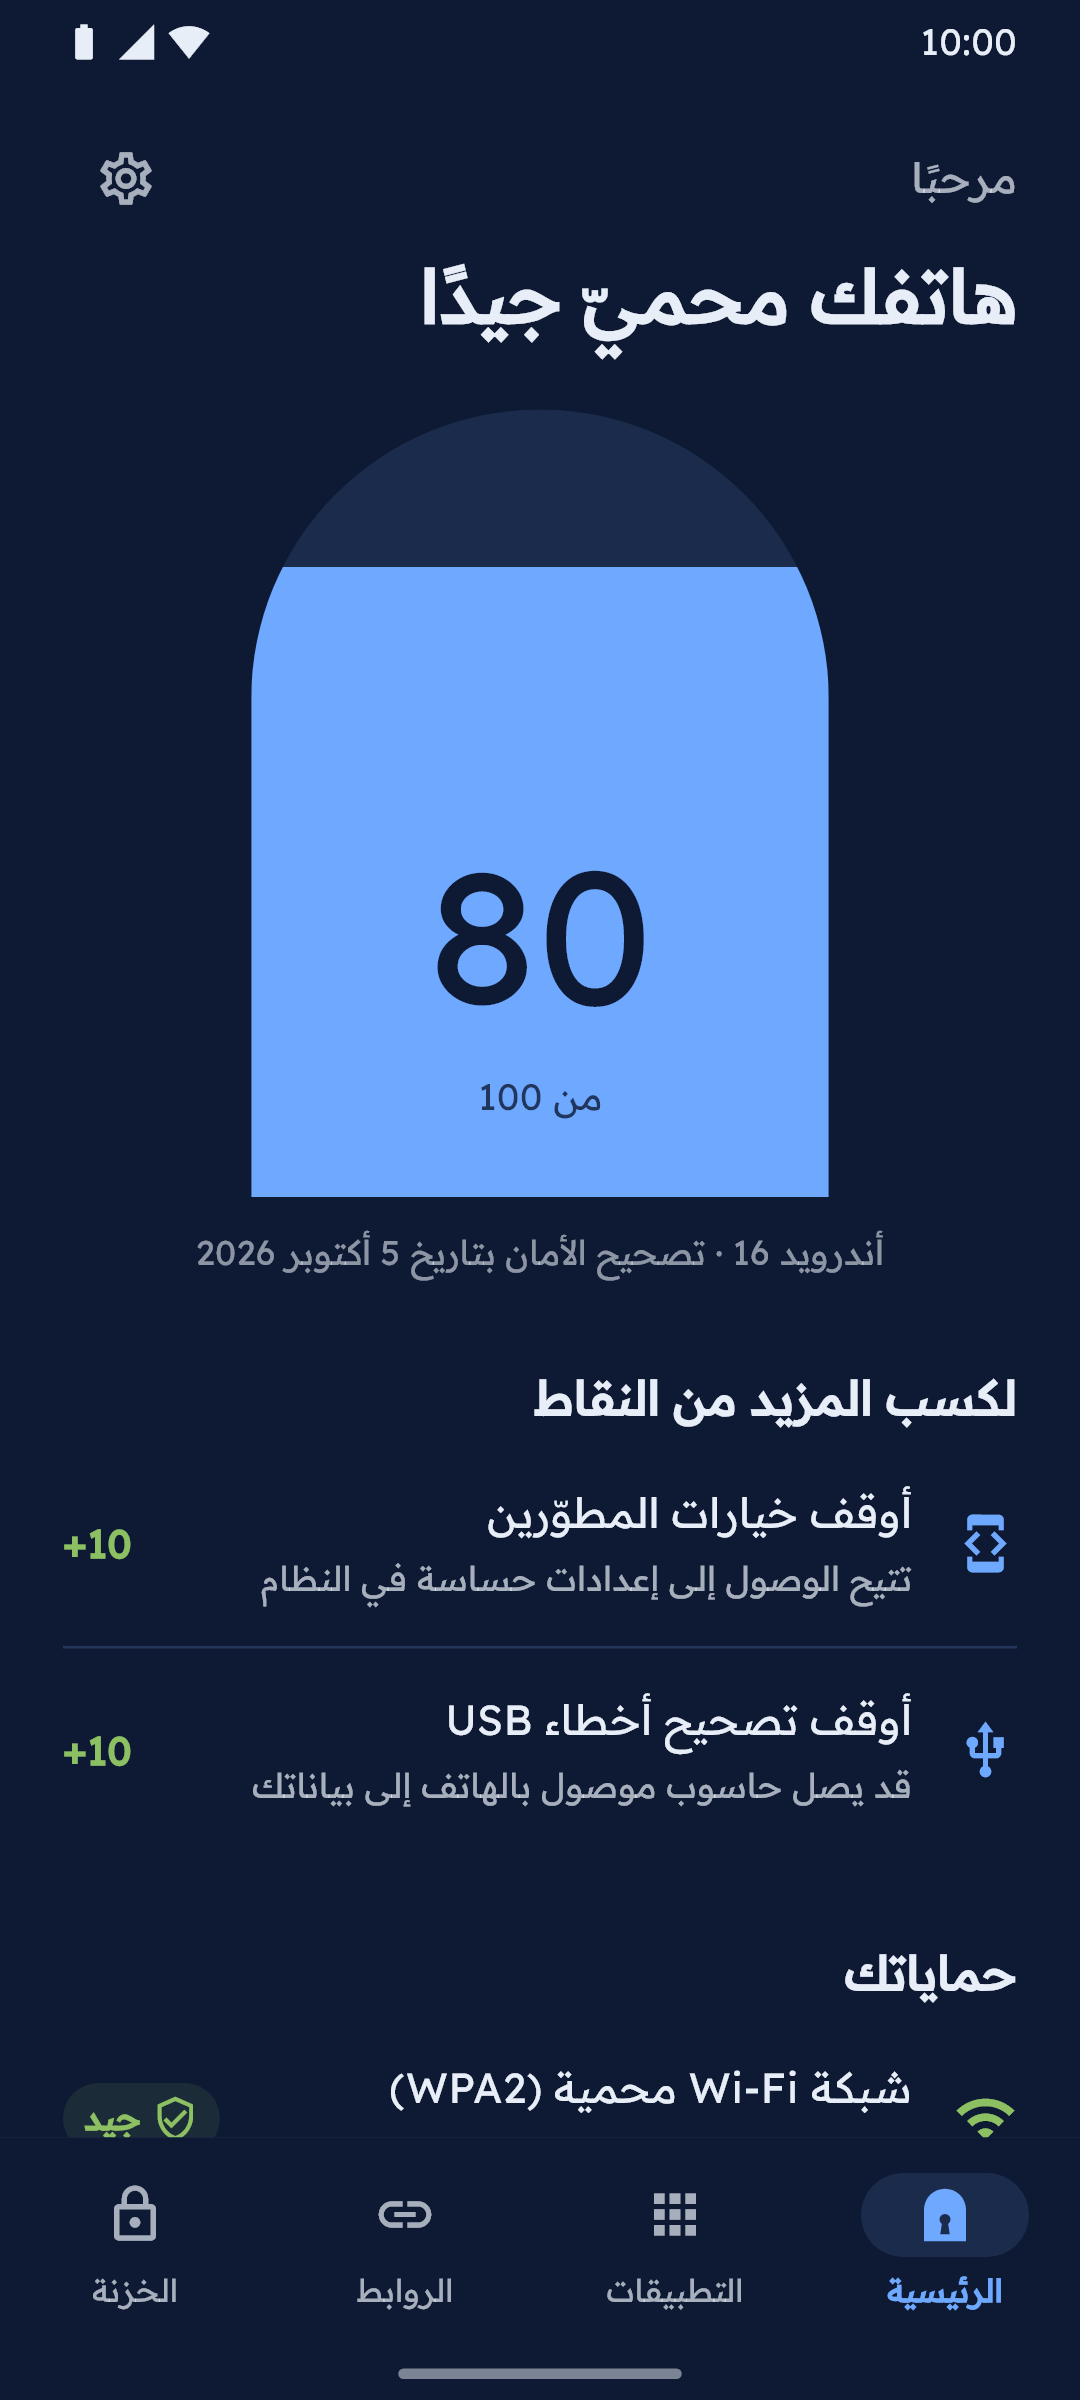 10:00
مرحبًا
هاتفك محميّ جيدًا
80
من 100
أندرويد 16 · تصحيح الأمان بتاريخ 5 أكتوبر 2026
لكسب المزيد من النقاط
أوقف خيارات المطوّرين
تتيح الوصول إلى إعدادات حساسة في النظام
+10
أوقف تصحيح أخطاء USB
قد يصل حاسوب موصول بالهاتف إلى بياناتك
+10
حماياتك
شبكة Wi-Fi محمية (WPA2)
جيد
الرئيسية
التطبيقات
الروابط
الخزنة